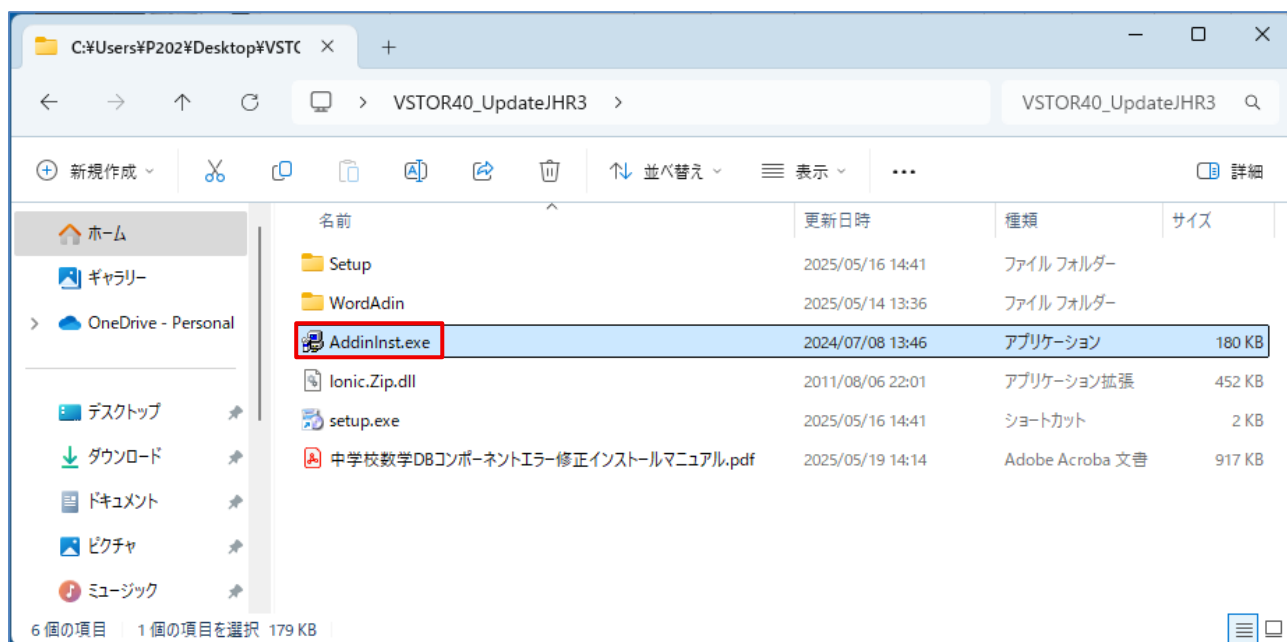 C:¥Users¥P202¥Desktop¥VSTC
VSTOR40_UpdateJHR3
VSTOR40_UpdateJHR3
新規作成
並べ替え
表示
詳細
名前 更新日時 種類 サイズ
ホーム
ギャラリー
OneDrive - Personal
デスクトップ
ダウンロード
ドキュメント
ピクチャ
ミュージック
Setup 2025/05/16 14:41 ファイル フォルダー
WordAdin 2025/05/14 13:36 ファイル フォルダー
AddinInst.exe 2024/07/08 13:46 アプリケーション 180 KB
Ionic.Zip.dll 2011/08/06 22:01 アプリケーション拡張 452 KB
setup.exe 2025/05/16 14:41 ショートカット 2 KB
中学校数学DBコンポーネントエラー修正インストールマニュアル.pdf 2025/05/19 14:14 Adobe Acroba 文書 917 KB
6 個の項目 1 個の項目を選択 179 KB